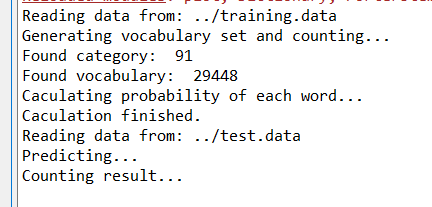 Reading data from: ../training.data
Generating vocabulary set and counting...
Found category:  91
Found vocabulary:  29448
Caculating probability of each word...
Caculation finished.
Reading data from: ../test.data
Predicting...
Counting result...